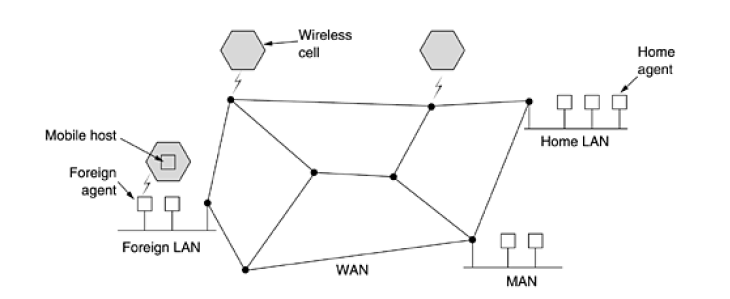 Wireless
cell
Home
agent
Mobile host
Home LAN
Foreign
agent
Foreign LAN
WAN
MAN